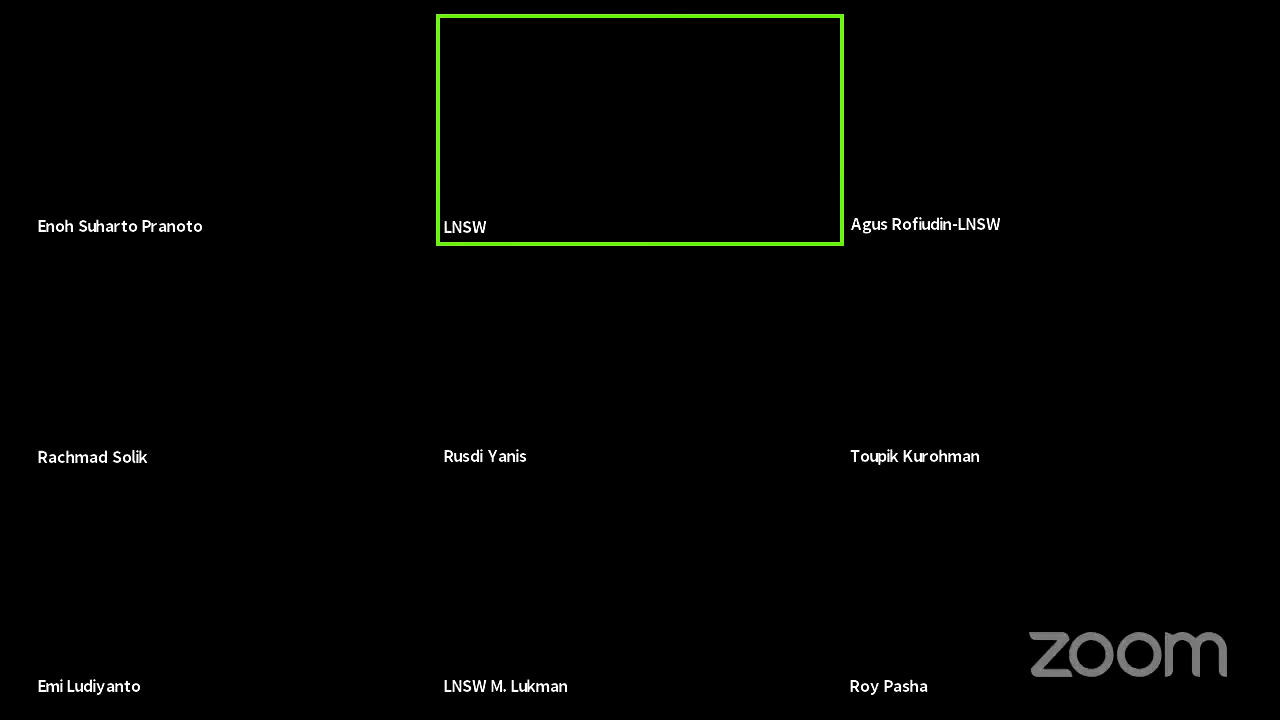 Enoh Suharto Pranoto
LNSW
Agus Rofiudin-LNSW
Rachmad Solik
Rusdi Yanis
Toupik Kurohman
Emi Ludiyanto
LNSW M. Lukman
Roy Pasha
zoom